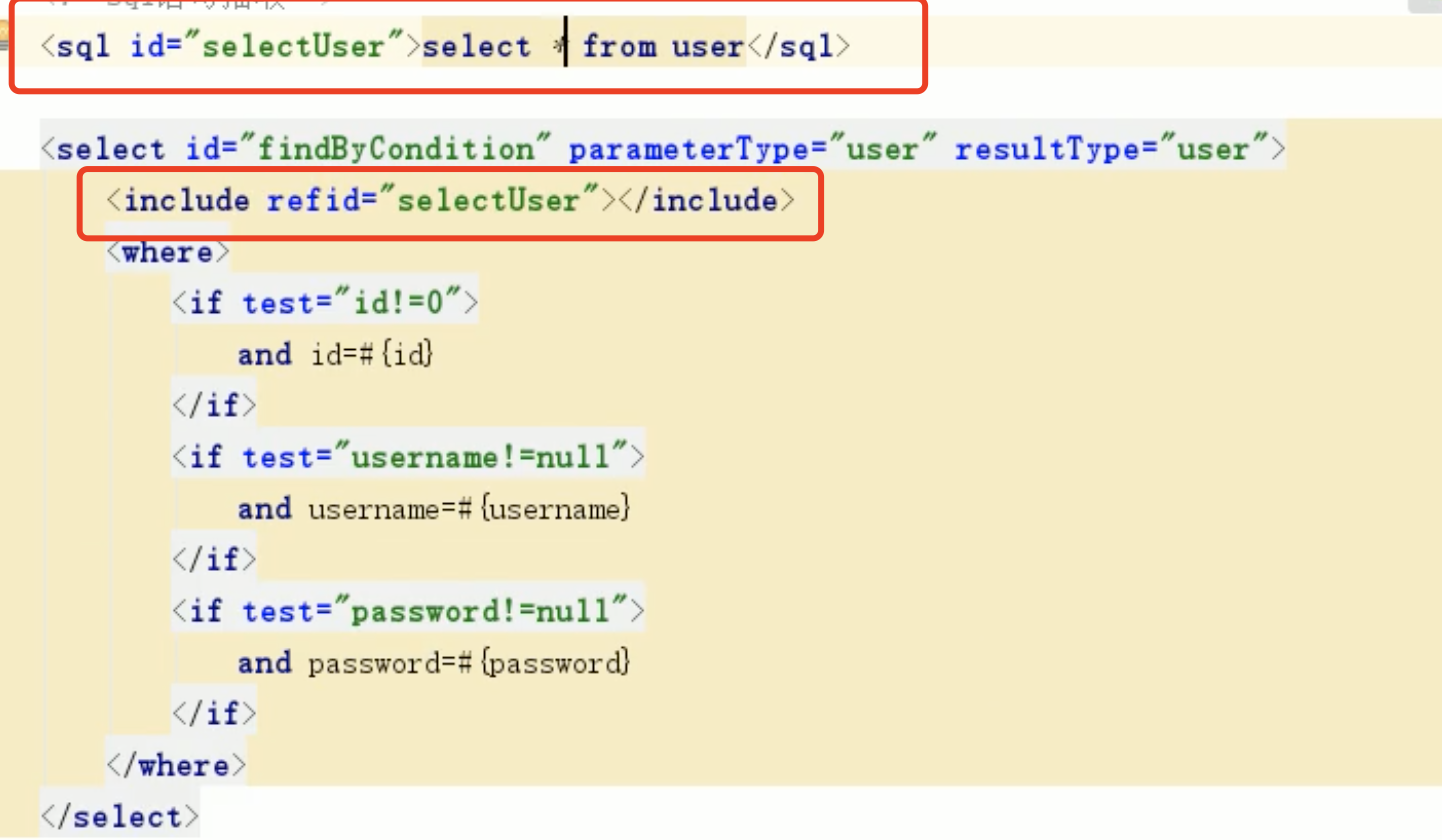 <sql id="selectUser">select * from user</sql>
<select id="findByCondition" parameterType="user" resultType="user">
<include refid="selectUser"></include>
<where>
<if test="id!=0">
and id=#{id}
</if>
<if test="username!=null">
and username=#{username}
</if>
<if test="password!=null">
and password=#{password}
</if>
</where>
</select>